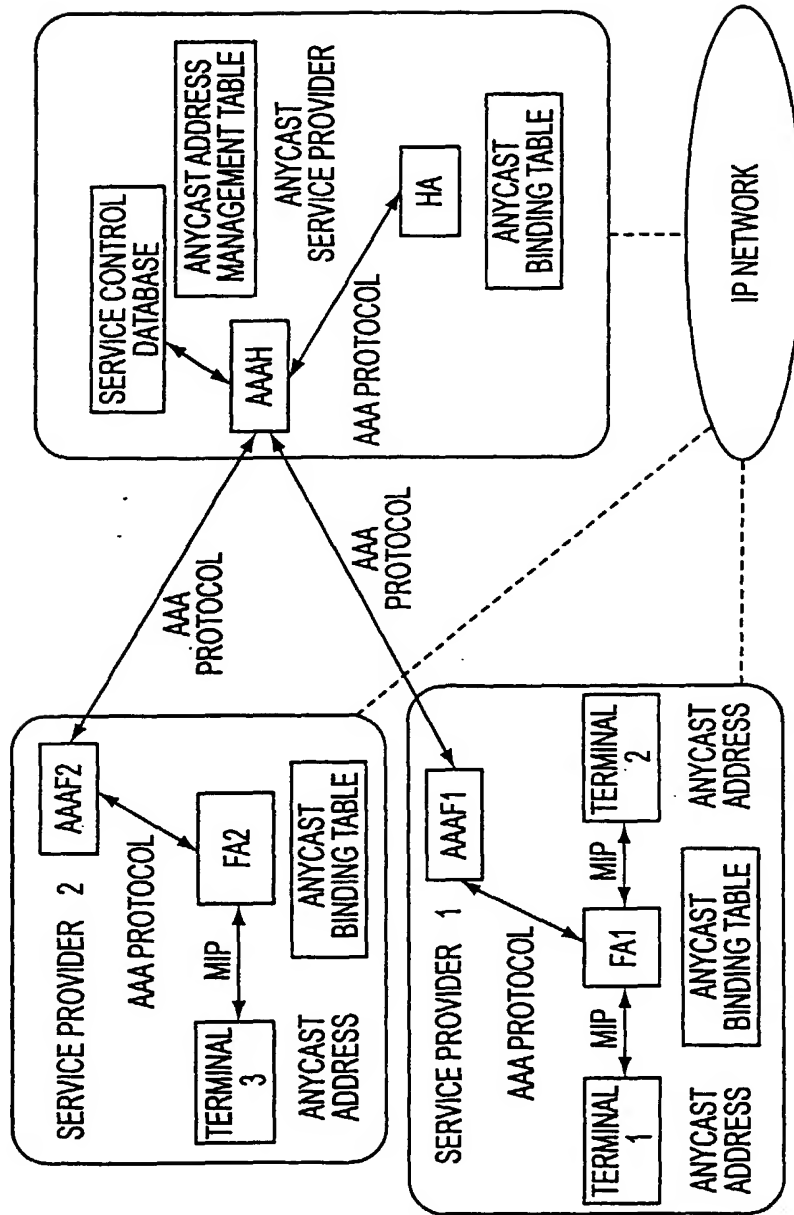 SERVICE PROVIDER 2
AAAF2
AAA PROTOCOL
FA2
MIP
TERMINAL
3
ANYCAST
ADDRESS
ANYCAST
BINDING TABLE
AAA
PROTOCOL
SERVICE CONTROL
DATABASE
ANYCAST ADDRESS
MANAGEMENT TABLE
AAAH
ANYCAST
SERVICE PROVIDER
AAA PROTOCOL
HA
ANYCAST
BINDING TABLE
AAA
PROTOCOL
SERVICE PROVIDER 1
AAAF1
AAA PROTOCOL
TERMINAL
1
MIP
FA1
MIP
TERMINAL
2
ANYCAST
ADDRESS
ANYCAST
BINDING TABLE
ANYCAST
ADDRESS
IP NETWORK